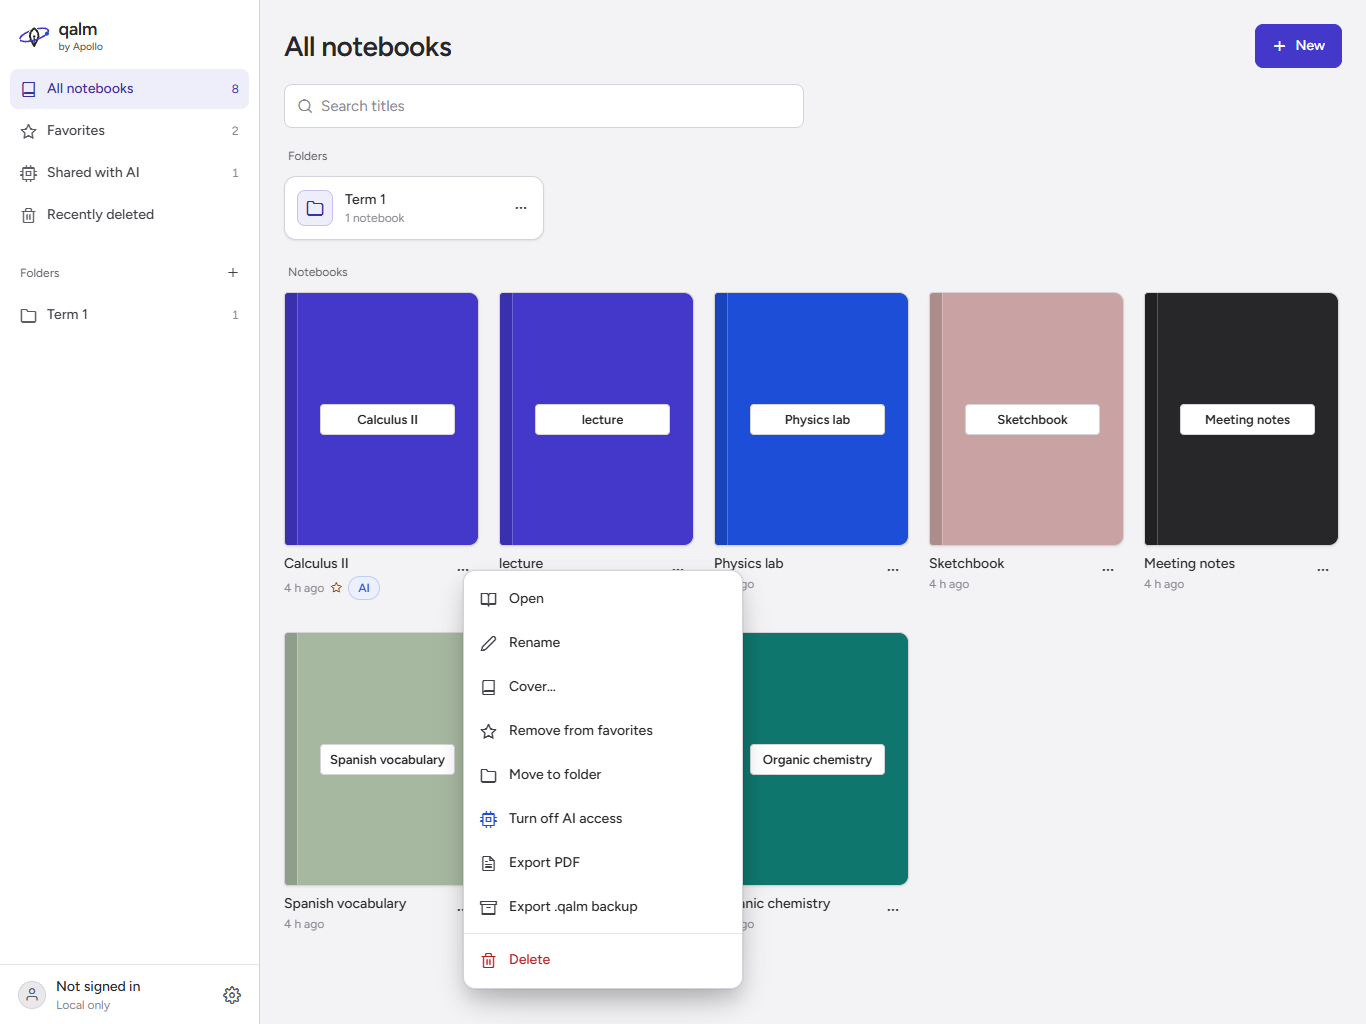 qalm
by Apollo
All notebooks 8
Favorites 2
Shared with AI 1
Recently deleted
Folders
Term 1 1
Not signed in
Local only
All notebooks
New
Search titles
Folders
Term 1
1 notebook
Notebooks
Calculus II
lecture
Physics lab
Sketchbook
Meeting notes
Calculus II
4 h ago AI
lecture
Physics lab
go
Sketchbook
4 h ago
Meeting notes
4 h ago
Spanish vocabulary
Organic chemistry
Spanish vocabulary
4 h ago
nic chemistry
go
Open
Rename
Cover...
Remove from favorites
Move to folder
Turn off AI access
Export PDF
Export .qalm backup
Delete